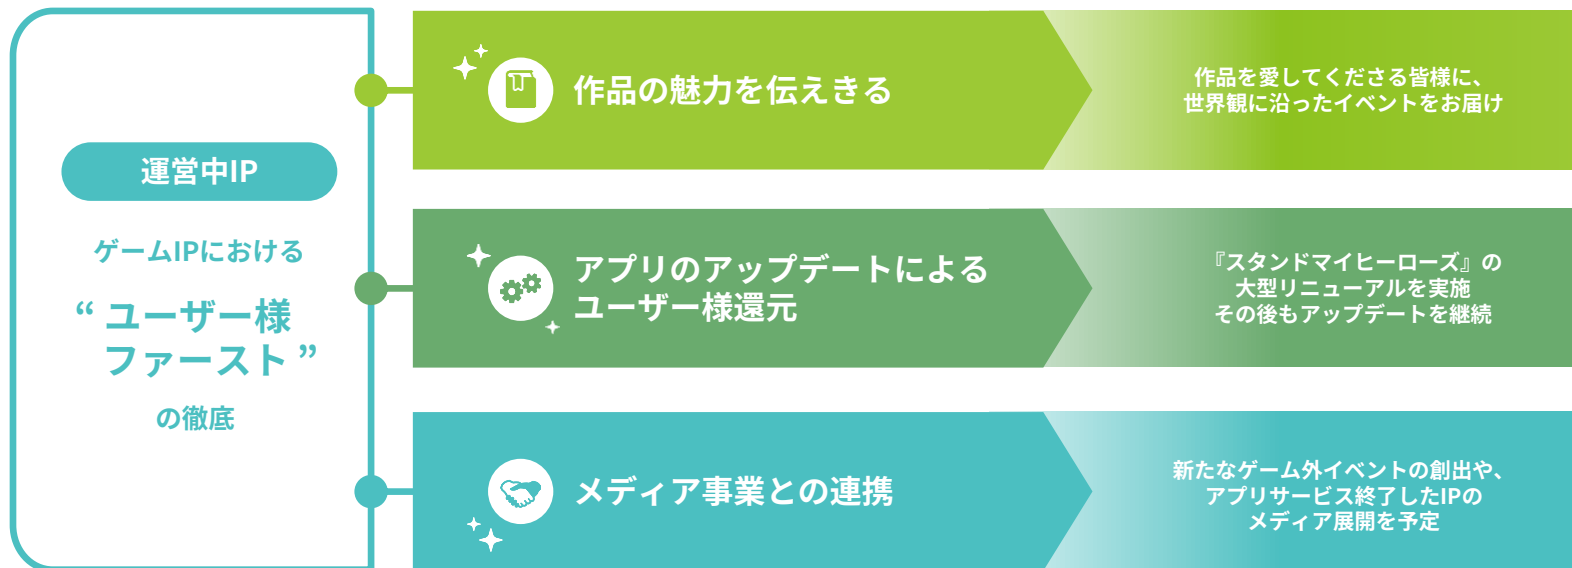 運営中IP
ゲームIPにおける
“ ユーザー様
ファースト ”
の徹底
作品の魅力を伝えきる
作品を愛してくださる皆様に、
世界観に沿ったイベントをお届け
アプリのアップデートによる
ユーザー様還元
『スタンドマイヒーローズ』の
大型リニューアルを実施
その後もアップデートを継続
メディア事業との連携
新たなゲーム外イベントの創出や、
アプリサービス終了したIPの
メディア展開を予定